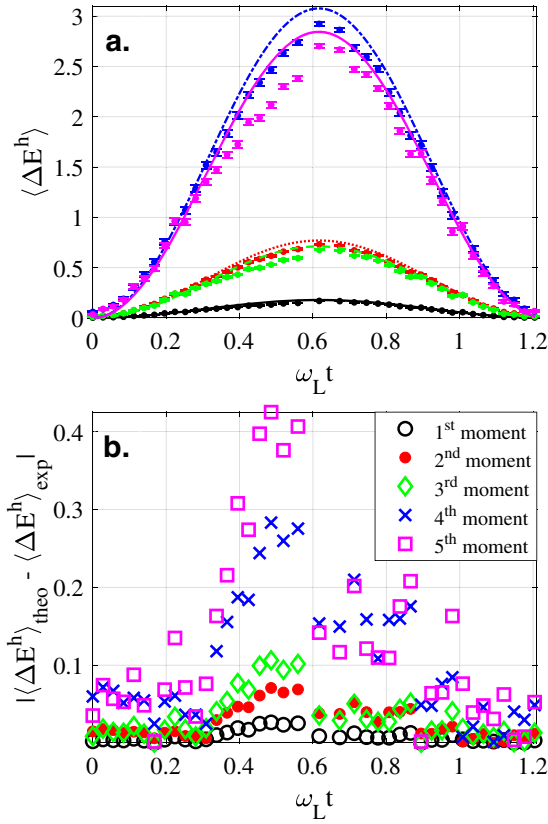 a.
3
2.5
2
1.5
1
0.5
0
⟨ΔE^h⟩
0 0.2 0.4 0.6 0.8 1 1.2
ω_L t
b.
0.4
0.3
0.2
0.1
|⟨ΔE^h⟩_theo - ⟨ΔE^h⟩_exp|
1^st moment
2^nd moment
3^rd moment
4^th moment
5^th moment
0 0.2 0.4 0.6 0.8 1 1.2
ω_L t